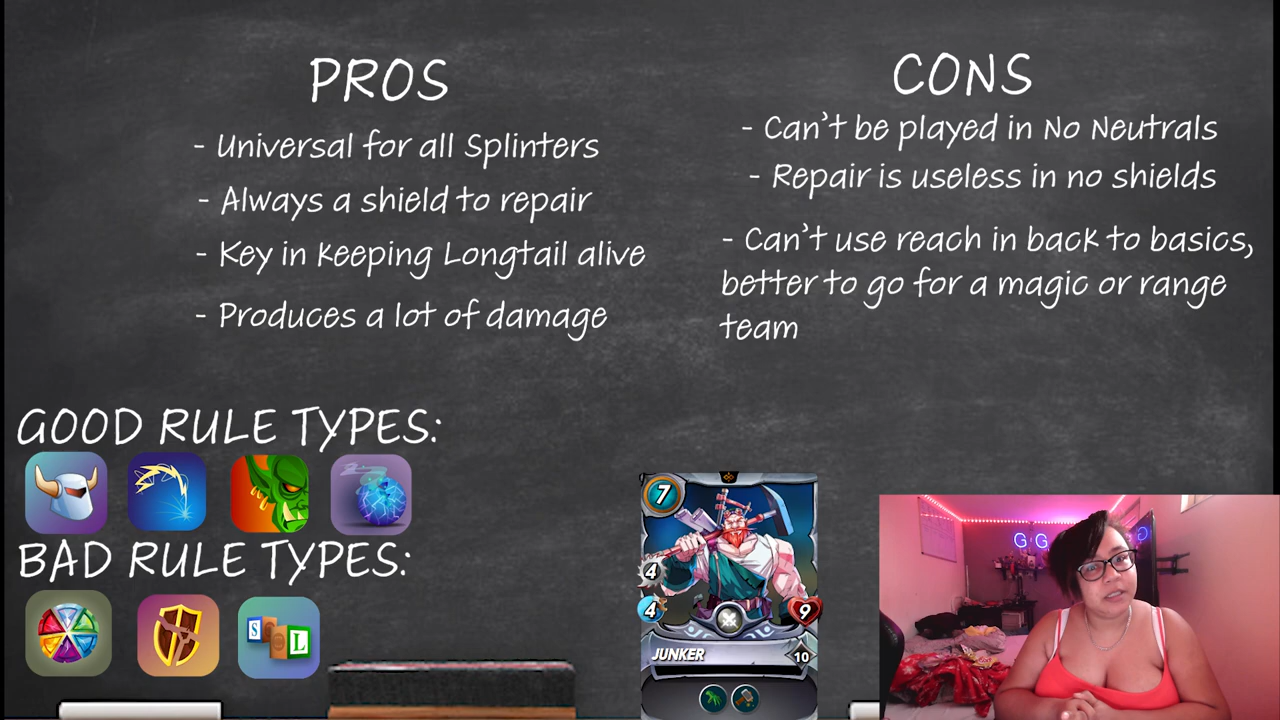 PROS
- Universal for all Splinters
- Always a shield to repair
- Key in keeping Longtail alive
- Produces a lot of damage
CONS
- Can't be played in No Neutrals
- Repair is useless in no shields
- Can't use reach in back to basics,
better to go for a magic or range
team
GOOD RULE TYPES:
BAD RULE TYPES:
7
4
4
9
JUNKER
10
G G